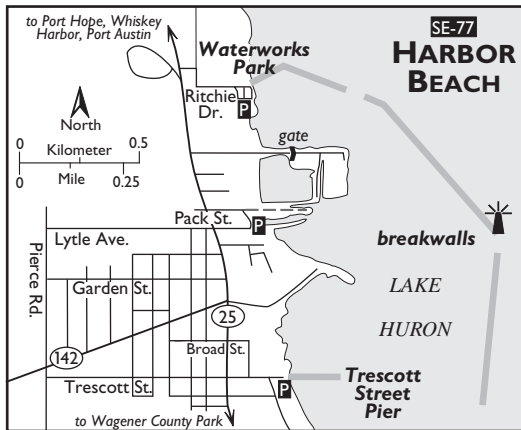 to Port Hope, Whiskey
Harbor, Port Austin
SE-77
HARBOR
BEACH
Waterworks
Park
Ritchie
Dr.
P
North
0 0.5
Kilometer
Mile
0 0.25
gate
Pack St.
P
Lytle Ave.
breakwalls
Pierce Rd.
Garden St.
LAKE
HURON
25
142
Broad St.
Trescott St.
P
Trescott
Street
Pier
to Wagener County Park